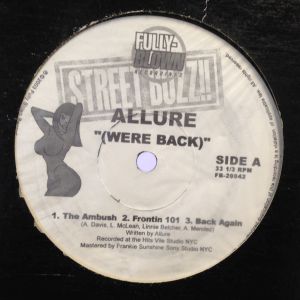 FULLY-
BLOWN
RECORDINGS
STREET BUZZ!!
ALLURE
"(WERE BACK)"
SIDE A
33 1/3 RPM
FB-20042
1. The Ambush 2. Frontin 101 3. Back Again
(A. Davis, L. McLean, Linnie Belcher, A. Mendez)
Written by Allure
Recorded at the Hits Vile Studio NYC
Mastered by Frankie Sunshine Sony Studio NYC